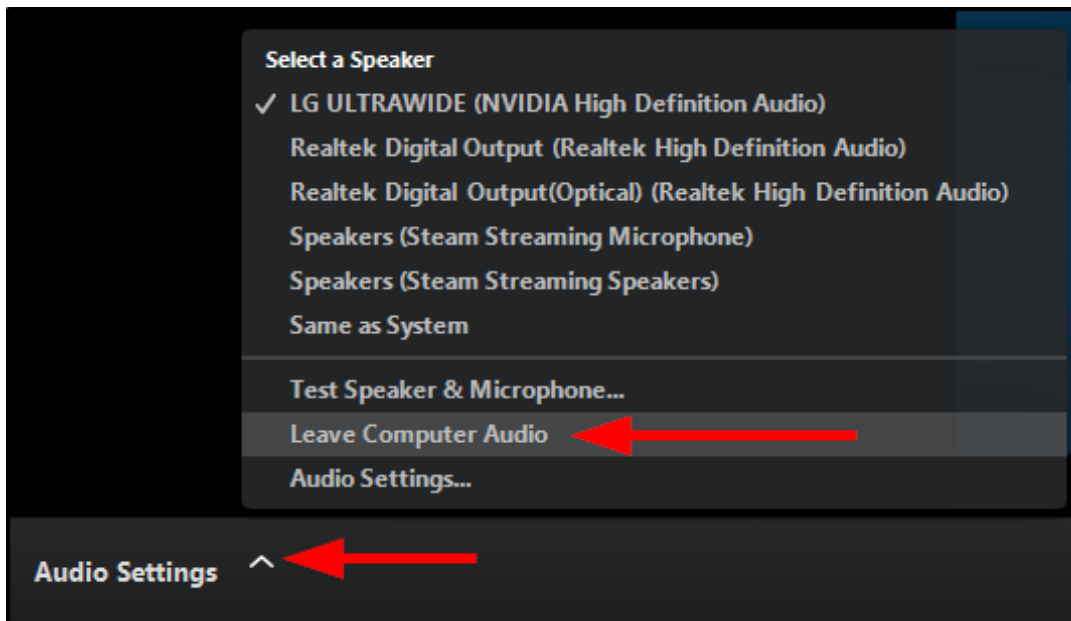 Select a Speaker
✓ LG ULTRAWIDE (NVIDIA High Definition Audio)
Realtek Digital Output (Realtek High Definition Audio)
Realtek Digital Output(Optical) (Realtek High Definition Audio)
Speakers (Steam Streaming Microphone)
Speakers (Steam Streaming Speakers)
Same as System
Test Speaker & Microphone...
Leave Computer Audio
Audio Settings...
Audio Settings